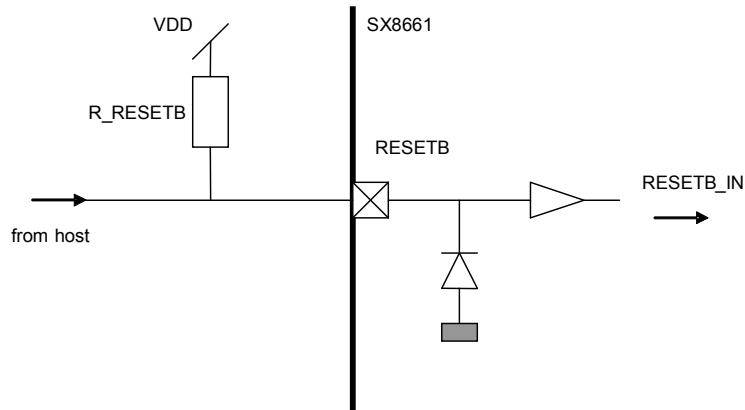 VDD
SX8661
R_RESETB
RESETB
RESETB_IN
from host